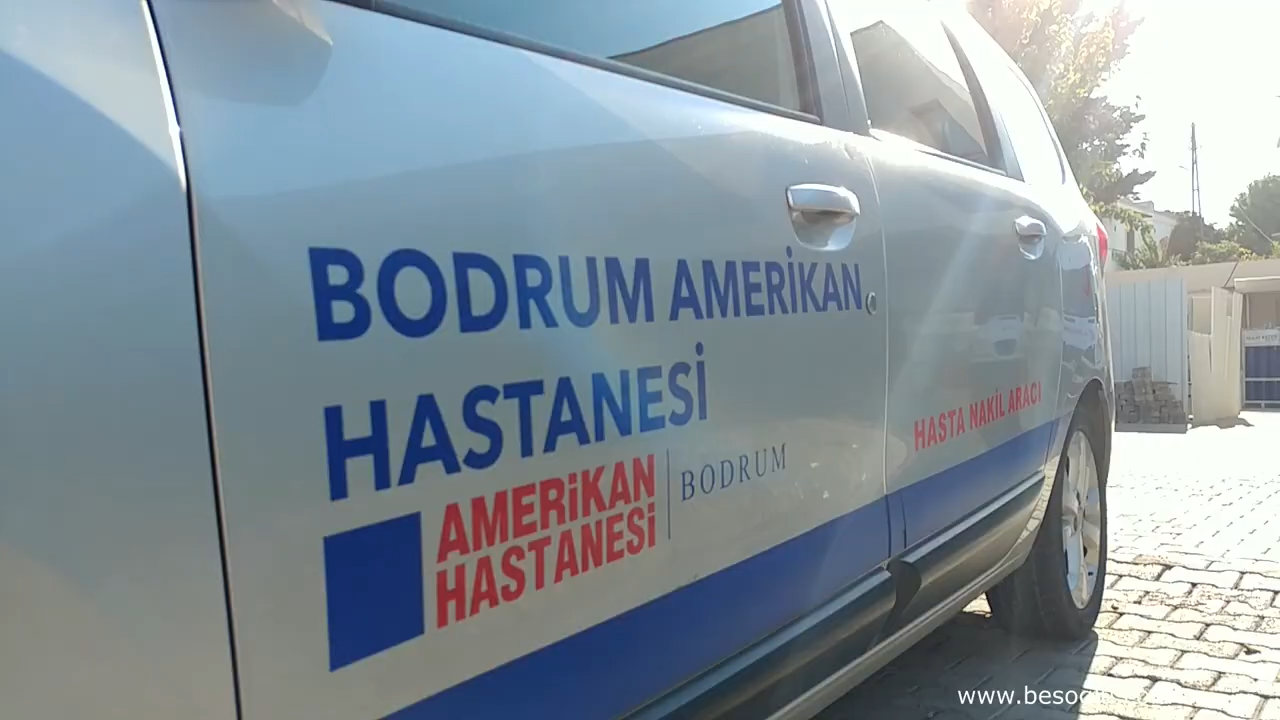 BODRUM AMERİKAN
HASTANESİ
AMERİKAN
HASTANESİ
BODRUM
HASTA NAKİL ARACI